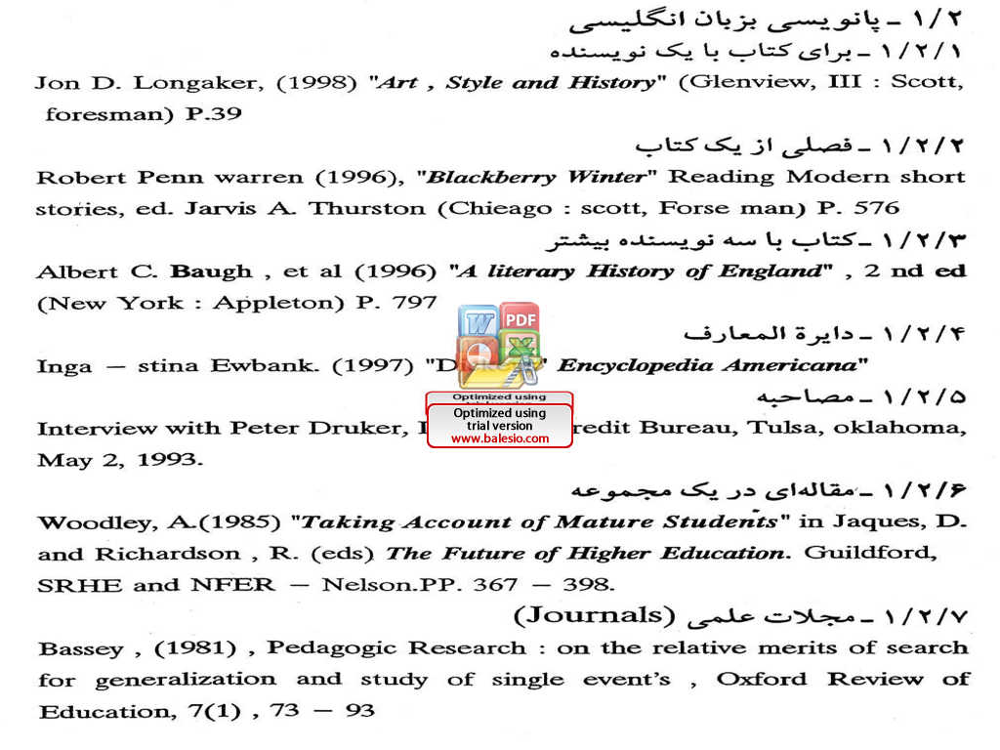 ۱/۲ ـ پانویسی بزبان انگلیسی
۱/۲/۱ ـ برای کتاب با یک نویسنده
Jon D. Longaker, (1998) "Art , Style and History" (Glenview, III : Scott,
foresman) P.39
۱/۲/۲ ـ فصلی از یک کتاب
Robert Penn warren (1996), "Blackberry Winter" Reading Modern short
stories, ed. Jarvis A. Thurston (Chieago : scott, Forse man) P. 576
۱/۲/۳ ـ کتاب با سه نویسنده بیشتر
Albert C. Baugh , et al (1996) "A literary History of England" , 2 nd ed
(New York : Appleton) P. 797
۱/۲/۴ ـ دایرة المعارف
Inga – stina Ewbank. (1997) Encyclopedia Americana"
۱/۲/۵ ـ مصاحبه
Interview with Peter Druker, Bureau, Tulsa, oklahoma,
May 2, 1993.
۱/۲/۶ ـ مقاله‌ای در یک مجموعه
Woodley, A.(1985) "Taking Account of Mature Students" in Jaques, D.
and Richardson , R. (eds) The Future of Higher Education. Guildford,
SRHE and NFER – Nelson.PP. 367 – 398.
۱/۲/۷ ـ مجلات علمی (Journals)
Bassey , (1981) , Pedagogic Research : on the relative merits of search
for generalization and study of single event's , Oxford Review of
Education, 7(1) , 73 – 93
PDF
Optimized using
Optimized using
trial version
www.balesio.com